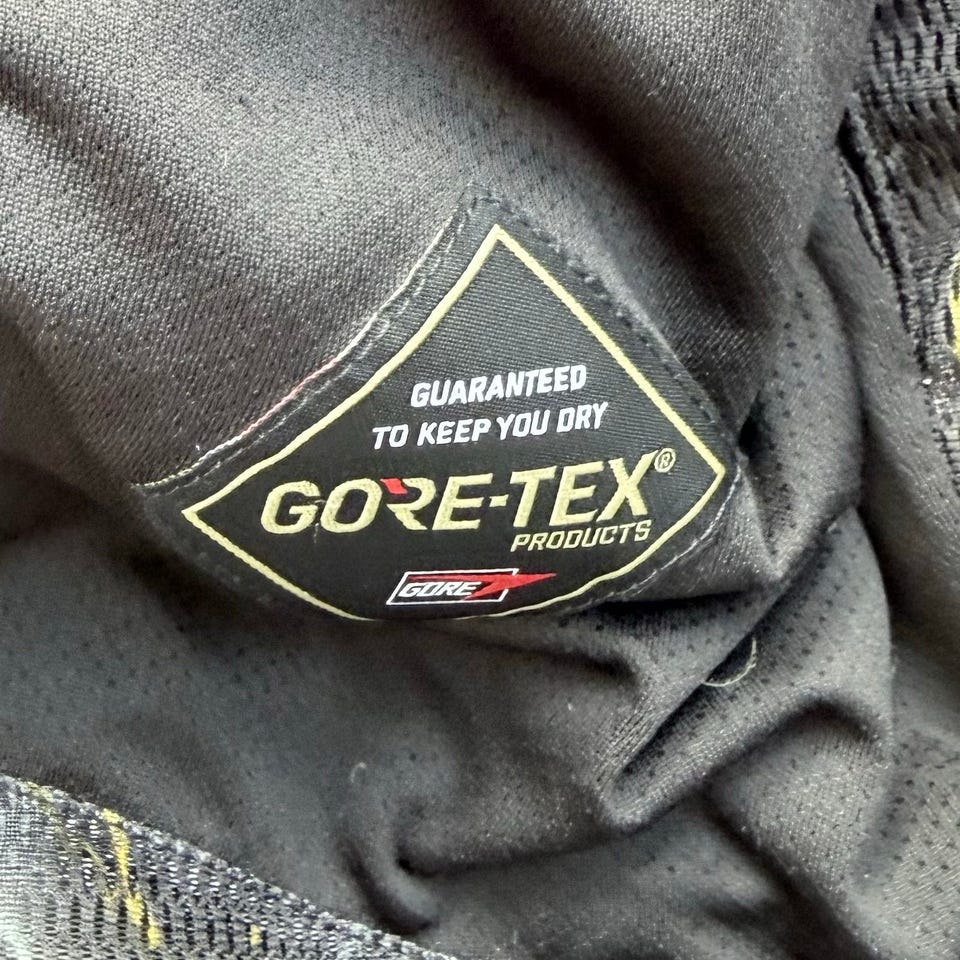 GUARANTEED
TO KEEP YOU DRY
GORE-TEX®
PRODUCTS
GORE